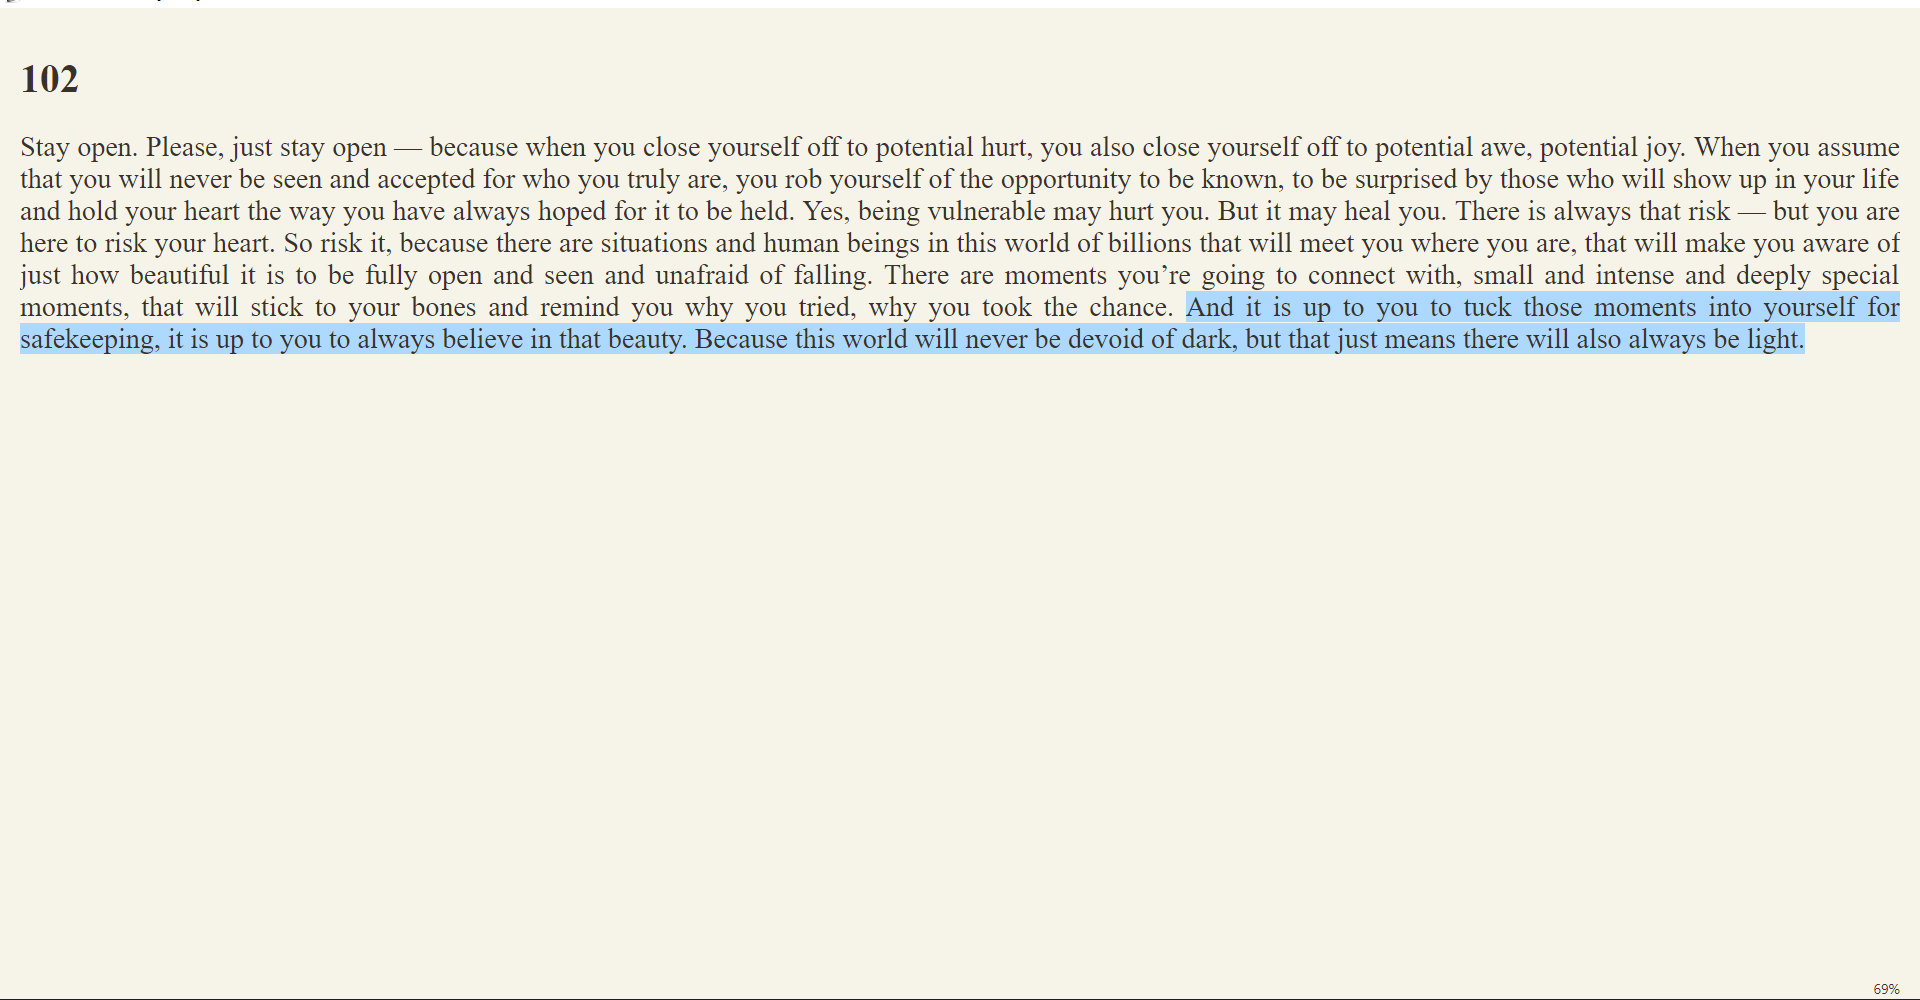 102
Stay open. Please, just stay open — because when you close yourself off to potential hurt, you also close yourself off to potential awe, potential joy. When you assume
that you will never be seen and accepted for who you truly are, you rob yourself of the opportunity to be known, to be surprised by those who will show up in your life
and hold your heart the way you have always hoped for it to be held. Yes, being vulnerable may hurt you. But it may heal you. There is always that risk — but you are
here to risk your heart. So risk it, because there are situations and human beings in this world of billions that will meet you where you are, that will make you aware of
just how beautiful it is to be fully open and seen and unafraid of falling. There are moments you’re going to connect with, small and intense and deeply special
moments, that will stick to your bones and remind you why you tried, why you took the chance. And it is up to you to tuck those moments into yourself for
safekeeping, it is up to you to always believe in that beauty. Because this world will never be devoid of dark, but that just means there will also always be light.
69%